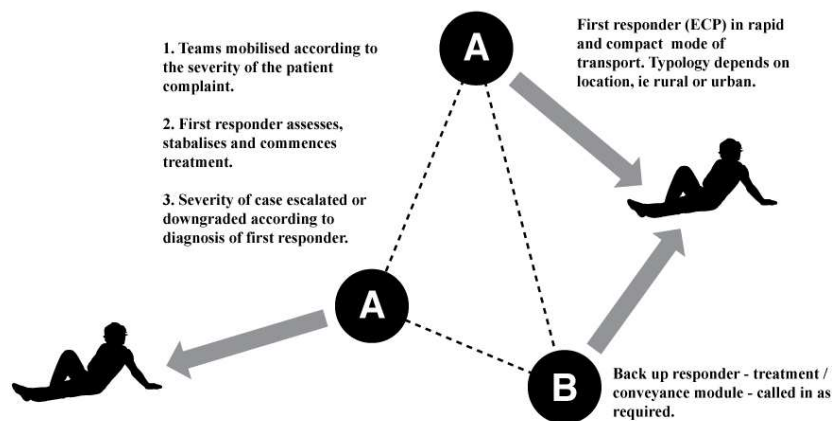 1. Teams mobilised according to
the severity of the patient
complaint.
2. First responder assesses,
stabalises and commences
treatment.
3. Severity of case escalated or
downgraded according to
diagnosis of first responder.
A
First responder (ECP) in rapid
and compact mode of
transport. Typology depends on
location, ie rural or urban.
A
B
Back up responder - treatment /
conveyance module - called in as
required.